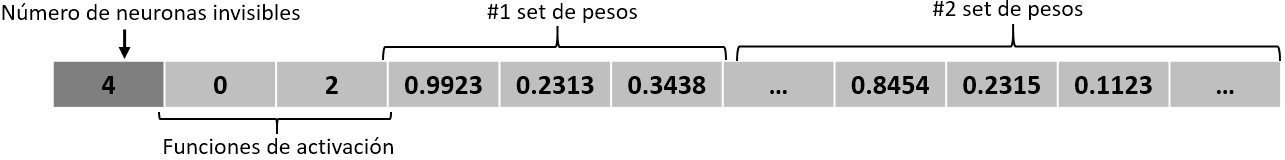 Número de neuronas invisibles
#1 set de pesos
#2 set de pesos
4 0 2 0.9923 0.2313 0.3438 ... 0.8454 0.2315 0.1123 ...
Funciones de activación